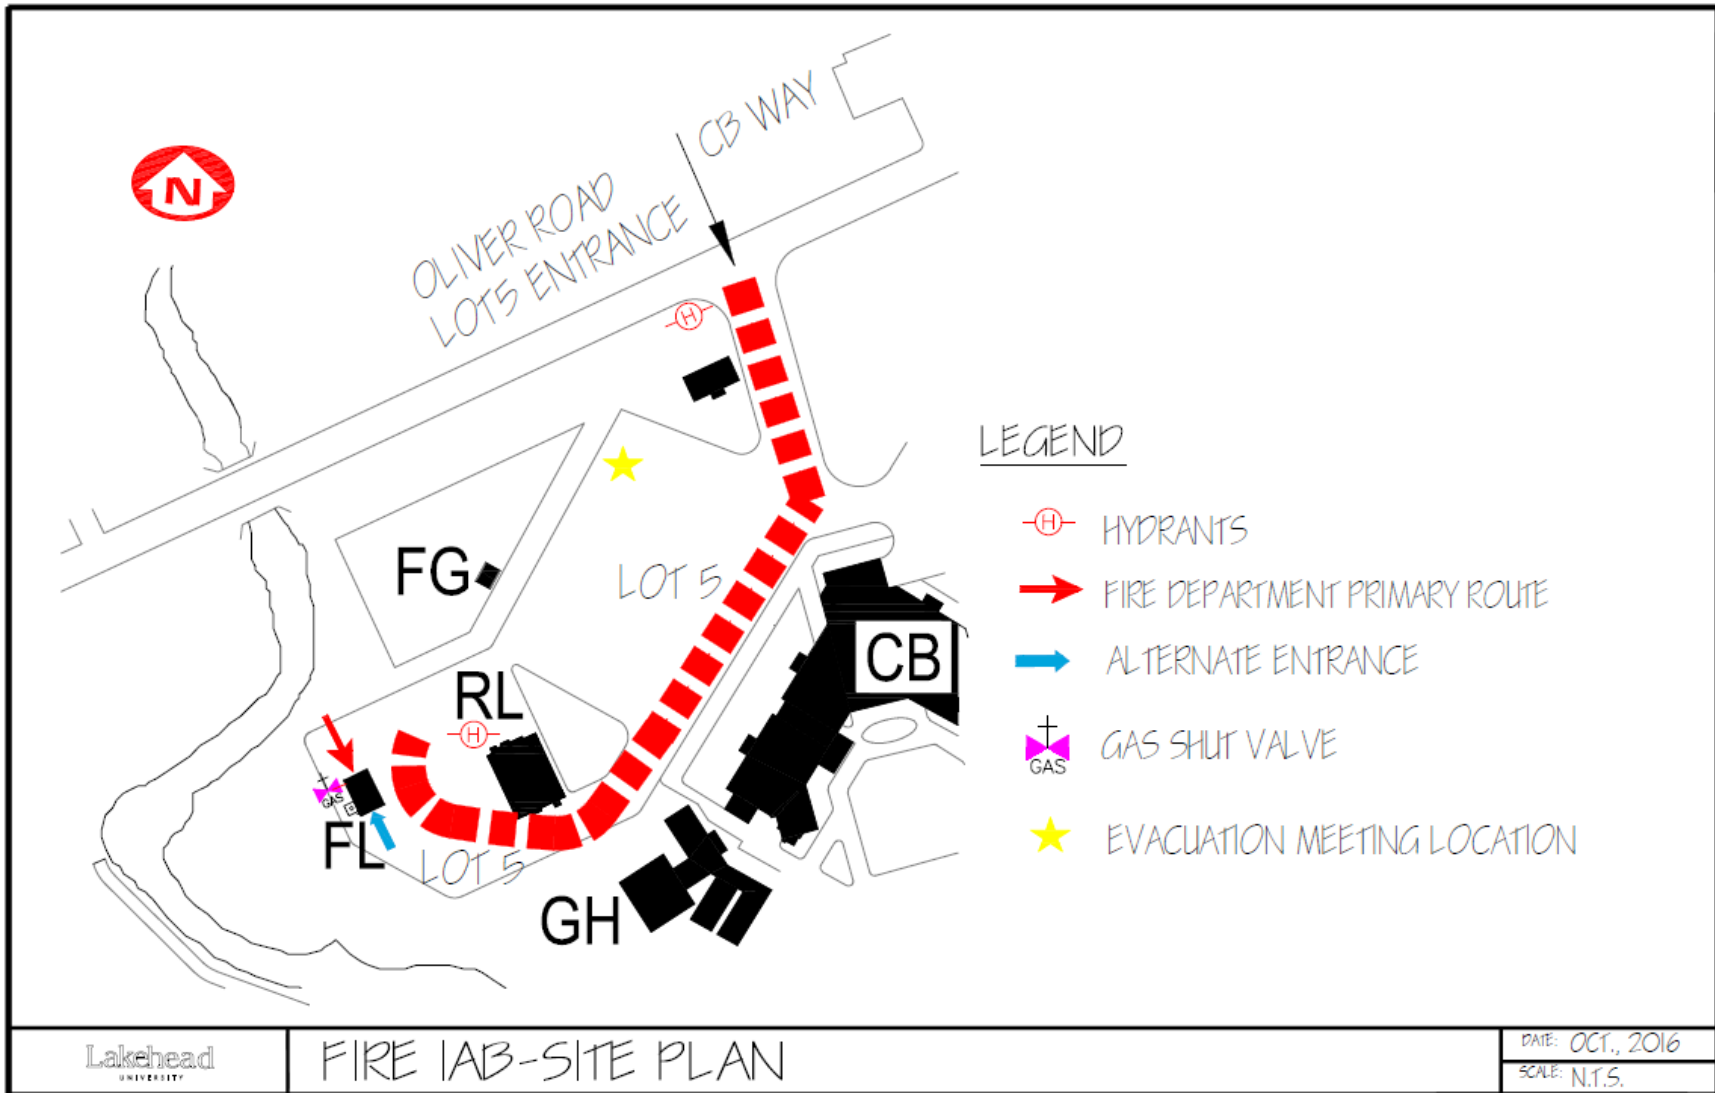 N
CB WAY
OLIVER ROAD
LOT5 ENTRANCE
H
FG
LOT 5
CB
RL
H
GAS
FL
LOT 5
GH
LEGEND
H HYDRANTS
FIRE DEPARTMENT PRIMARY ROUTE
ALTERNATE ENTRANCE
GAS SHUT VALVE
GAS
EVACUATION MEETING LOCATION
Lakehead
UNIVERSITY
FIRE IAB-SITE PLAN
DATE: OCT., 2016
SCALE: N.T.S.